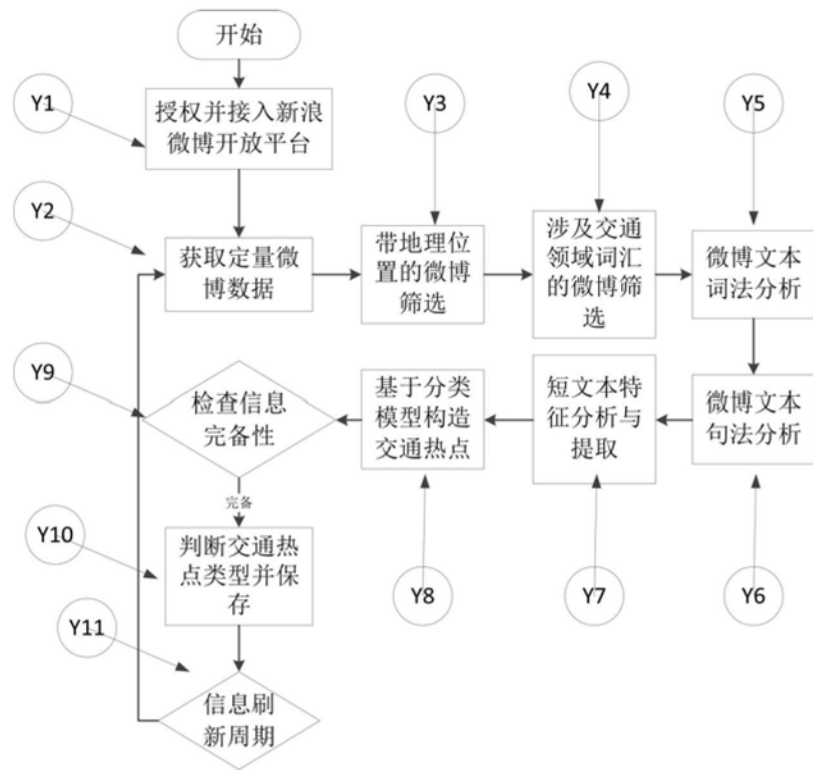 开始
Y1
授权并接入新浪
微博开放平台
Y3
Y4
Y5
Y2
获取定量微
博数据
带地理位
置的微博
筛选
涉及交通
领域词汇
的微博筛
选
微博文本
词法分析
Y9
检查信息
完备性
基于分类
模型构造
交通热点
短文本特
征分析与
提取
微博文本
句法分析
完备
Y10
判断交通热
点类型并保
存
Y8
Y7
Y6
Y11
信息刷
新周期